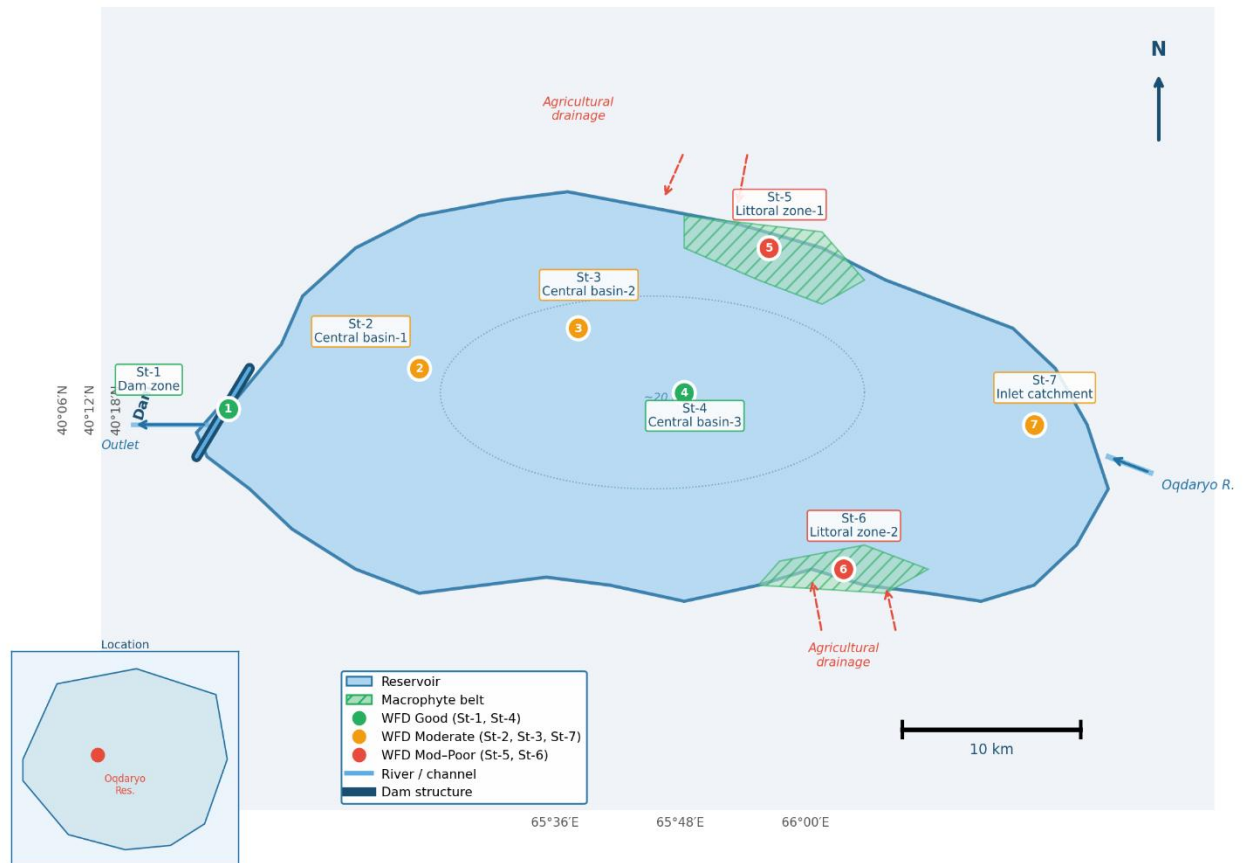 N
Agricultural
drainage
St-5
Littoral zone-1
5
St-3
Central basin-2
3
St-2
Central basin-1
2
St-1
Dam zone
1
Dam
40°06′N
40°12′N
40°18′N
Outlet
~20
4
St-4
Central basin-3
St-7
Inlet catchment
7
Oqdaryo R.
St-6
Littoral zone-2
6
Agricultural
drainage
Location
Oqdaryo
Res.
Reservoir
Macrophyte belt
WFD Good (St-1, St-4)
WFD Moderate (St-2, St-3, St-7)
WFD Mod–Poor (St-5, St-6)
River / channel
Dam structure
10 km
65°36′E
65°48′E
66°00′E